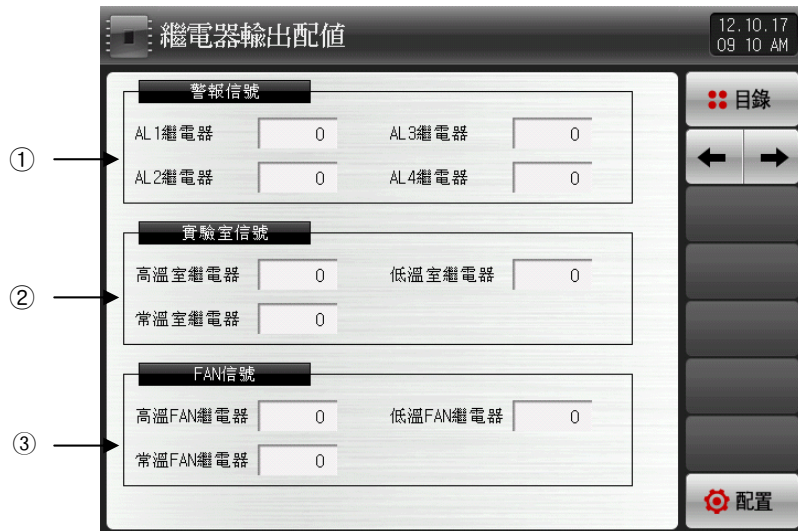 繼電器輸出配值
12.10.17
09 10 AM
警報信號
AL1繼電器 0 AL3繼電器 0
AL2繼電器 0 AL4繼電器 0
①
實驗室信號
高溫室繼電器 0 低溫室繼電器 0
常溫室繼電器 0
②
FAN信號
高溫FAN繼電器 0 低溫FAN繼電器 0
常溫FAN繼電器 0
③
目錄
配置